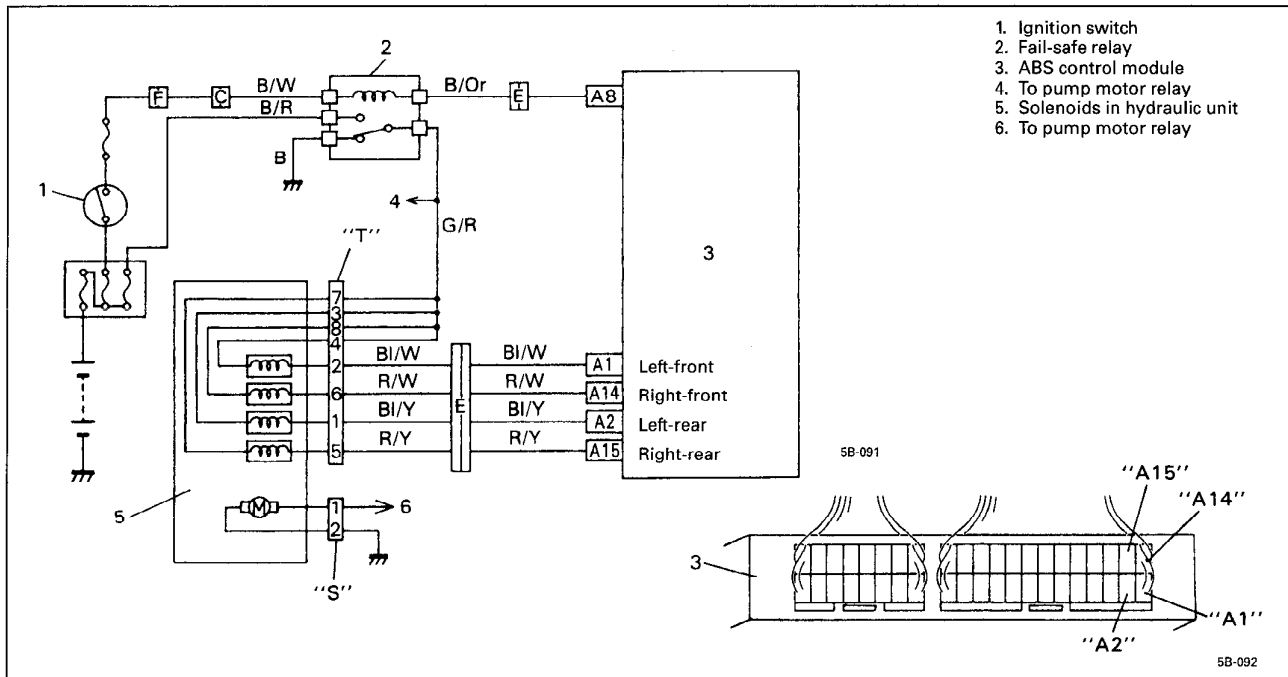 1. Ignition switch
2. Fail-safe relay
3. ABS control module
4. To pump motor relay
5. Solenoids in hydraulic unit
6. To pump motor relay
2
F
C
B/W
B/Or
E
A8
B/R
B
1
4
G/R
3
"T"
7
3
8
4
2
Bl/W
Bl/W
A1
Left-front
6
R/W
R/W
A14
Right-front
E
1
Bl/Y
Bl/Y
A2
Left-rear
5
R/Y
R/Y
A15
Right-rear
5B-091
5
M
1
6
2
"S"
"A15"
"A14"
3
"A1"
"A2"
5B-092